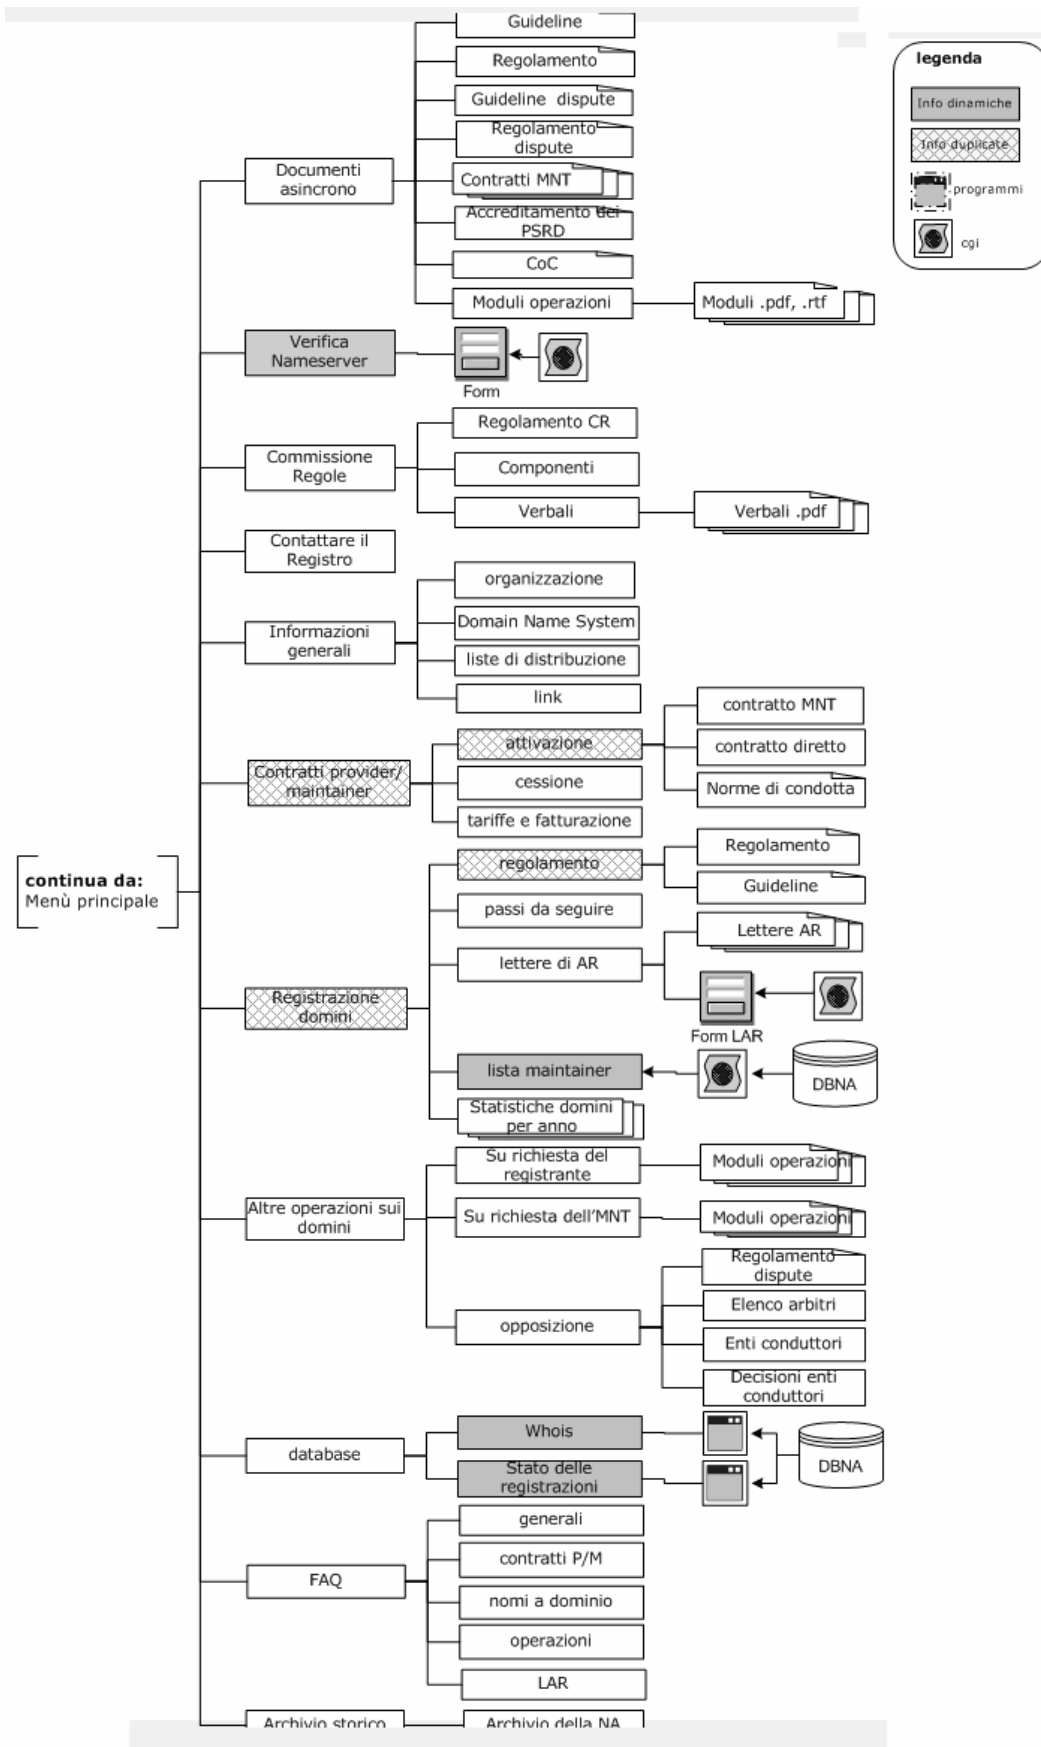 Guideline
Regolamento
Guideline dispute
Regolamento
dispute
Documenti
asincrono
Contratti MNT
Accreditamento dei
PSRD
CoC
Moduli operazioni
Moduli .pdf, .rtf
legenda
Info dinamiche
Info duplicate
programmi
cgi
Verifica
Nameserver
Form
Commissione
Regole
Regolamento CR
Componenti
Verbali
Verbali .pdf
Contattare il
Registro
Informazioni
generali
organizzazione
Domain Name System
liste di distribuzione
link
Contratti provider/
maintainer
attivazione
cessione
tariffe e fatturazione
contratto MNT
contratto diretto
Norme di condotta
continua da:
Menù principale
Registrazione
domini
regolamento
Regolamento
Guideline
passi da seguire
lettere di AR
Lettere AR
Form LAR
lista maintainer
DBNA
Statistiche domini
per anno
Altre operazioni sui
domini
Su richiesta del
registrante
Moduli operazioni
Su richiesta dell'MNT
Moduli operazioni
opposizione
Regolamento
dispute
Elenco arbitri
Enti conduttori
Decisioni enti
conduttori
database
Whois
Stato delle
registrazioni
DBNA
FAQ
generali
contratti P/M
nomi a dominio
operazioni
LAR
Archivio storico
Archivio della NA